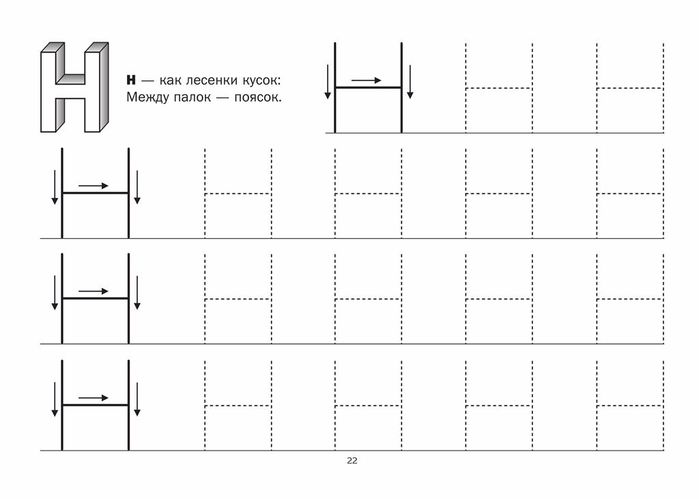 Н
Н — как лесенки кусок:
Между палок — поясок.
Н Н Н
Н Н Н Н Н
Н Н Н Н Н
Н Н Н Н Н
22